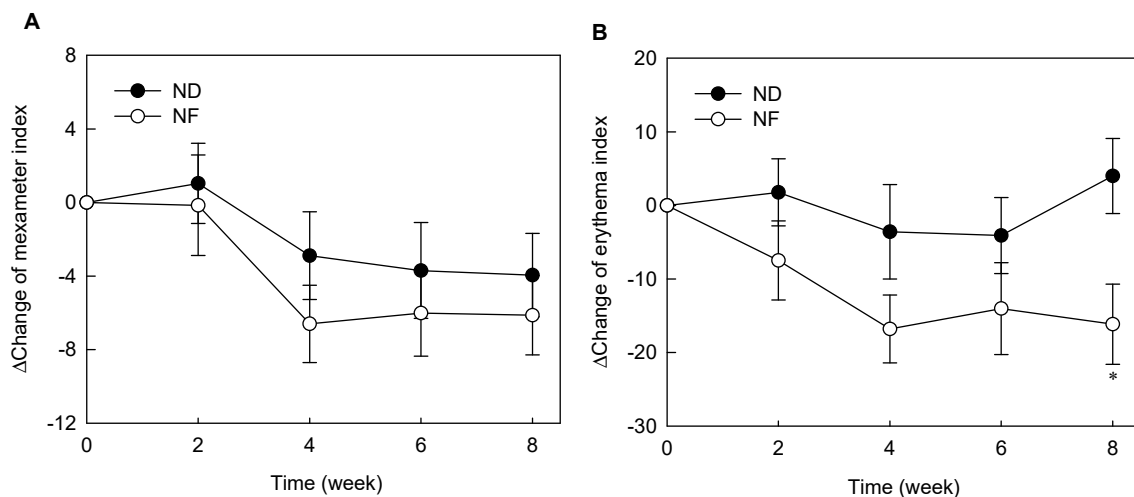 A
8
4
0
-4
-8
-12
ND
NF
ΔChange of mexameter index
0 2 4 6 8
Time (week)
B
20
10
0
-10
-20
-30
ND
NF
ΔChange of erythema index
*
0 2 4 6 8
Time (week)